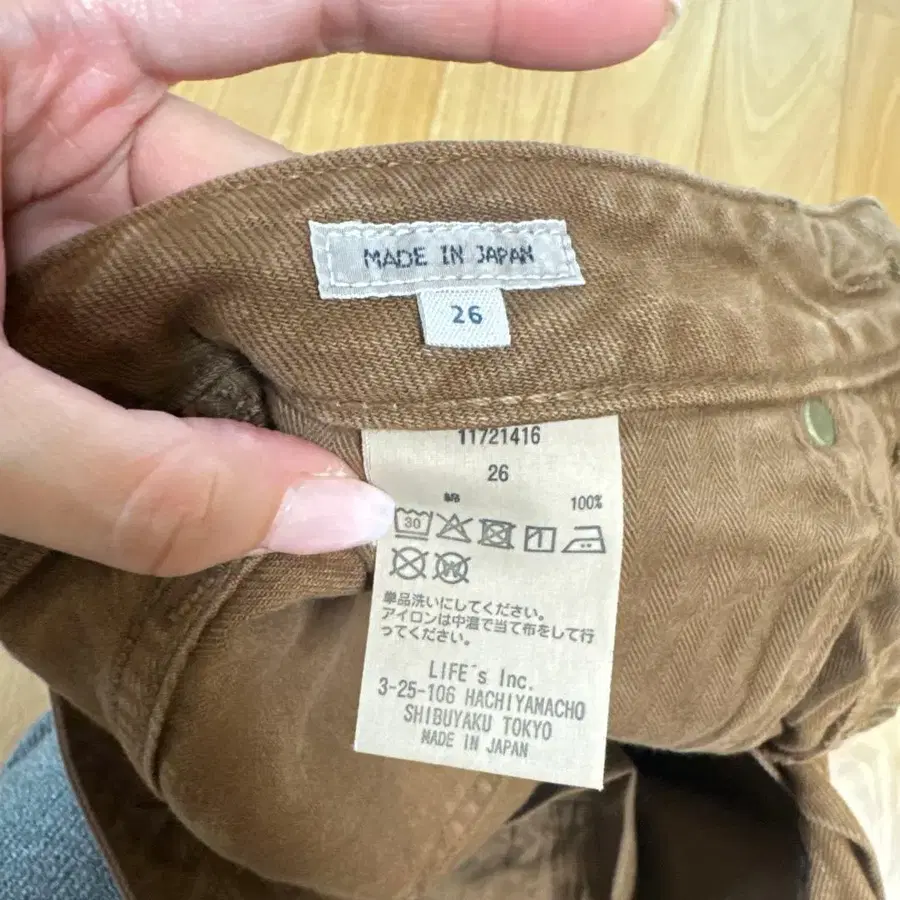 MADE IN JAPAN
26
11721416
26
綿 100%
30
W
単品洗いにしてください。
アイロンは中温で当て布をして行
ってください。
LIFE's Inc.
3-25-106 HACHIYAMACHO
SHIBUYAKU TOKYO
MADE IN JAPAN